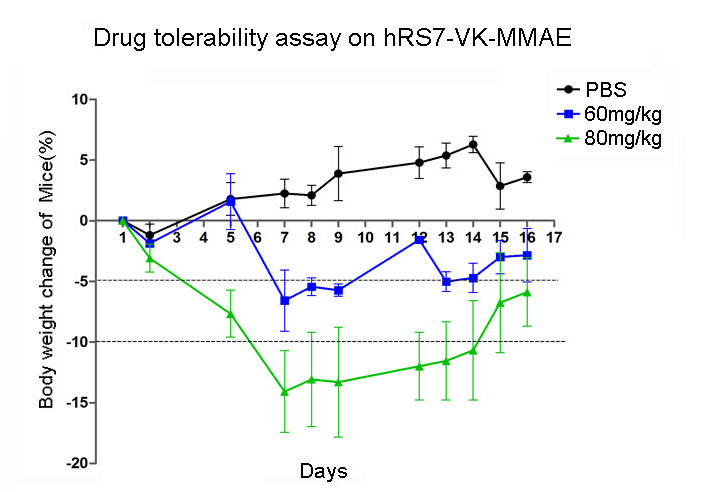 Drug tolerability assay on hRS7-VK-MMAE
PBS
60mg/kg
80mg/kg
Body weight change of Mice(%)
10
5
0
-5
-10
-15
-20
1 2 3 4 5 6 7 8 9 10 11 12 13 14 15 16 17
Days